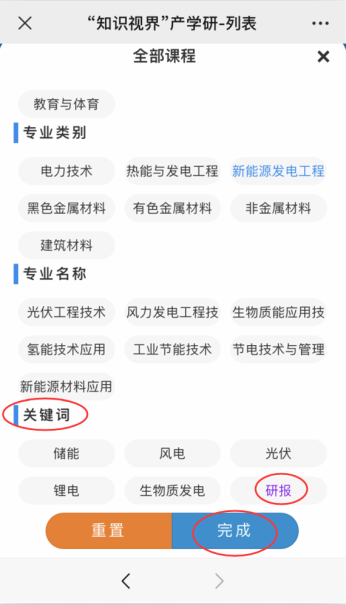 “知识视界”产学研-列表
全部课程
教育与体育
专业类别
电力技术 热能与发电工程 新能源发电工程
黑色金属材料 有色金属材料 非金属材料
建筑材料
专业名称
光伏工程技术 风力发电工程技 生物质能应用技
氢能技术应用 工业节能技术 节电技术与管理
新能源材料应用
关键词
储能 风电 光伏
锂电 生物质发电 研报
重置 完成